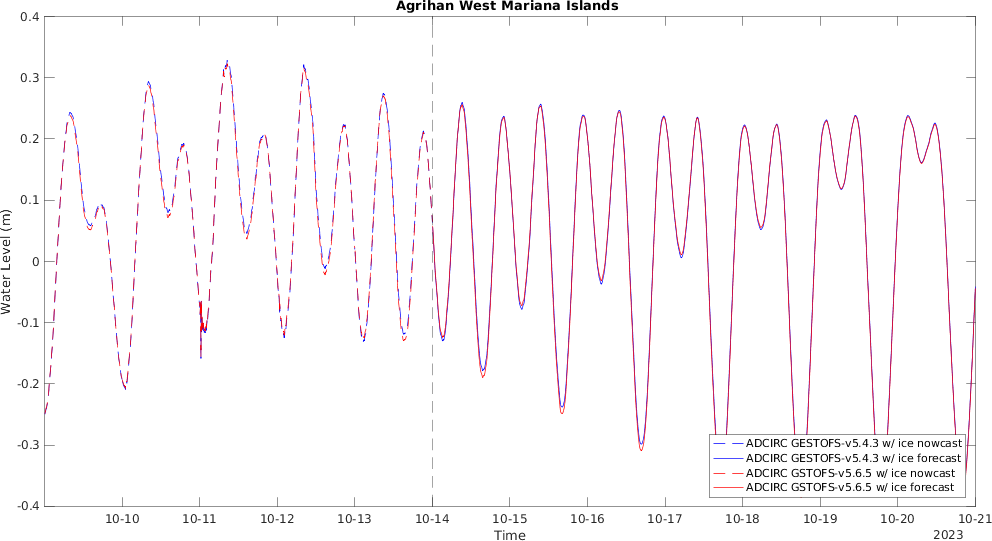 Agrihan West Mariana Islands
0.4
0.3
0.2
0.1
0
-0.1
-0.2
-0.3
-0.4
Water Level (m)
ADCIRC GESTOFS-v5.4.3 w/ ice nowcast
ADCIRC GESTOFS-v5.4.3 w/ ice forecast
ADCIRC GSTOFS-v5.6.5 w/ ice nowcast
ADCIRC GSTOFS-v5.6.5 w/ ice forecast
10-10 10-11 10-12 10-13 10-14 10-15 10-16 10-17 10-18 10-19 10-20 10-21
Time
2023